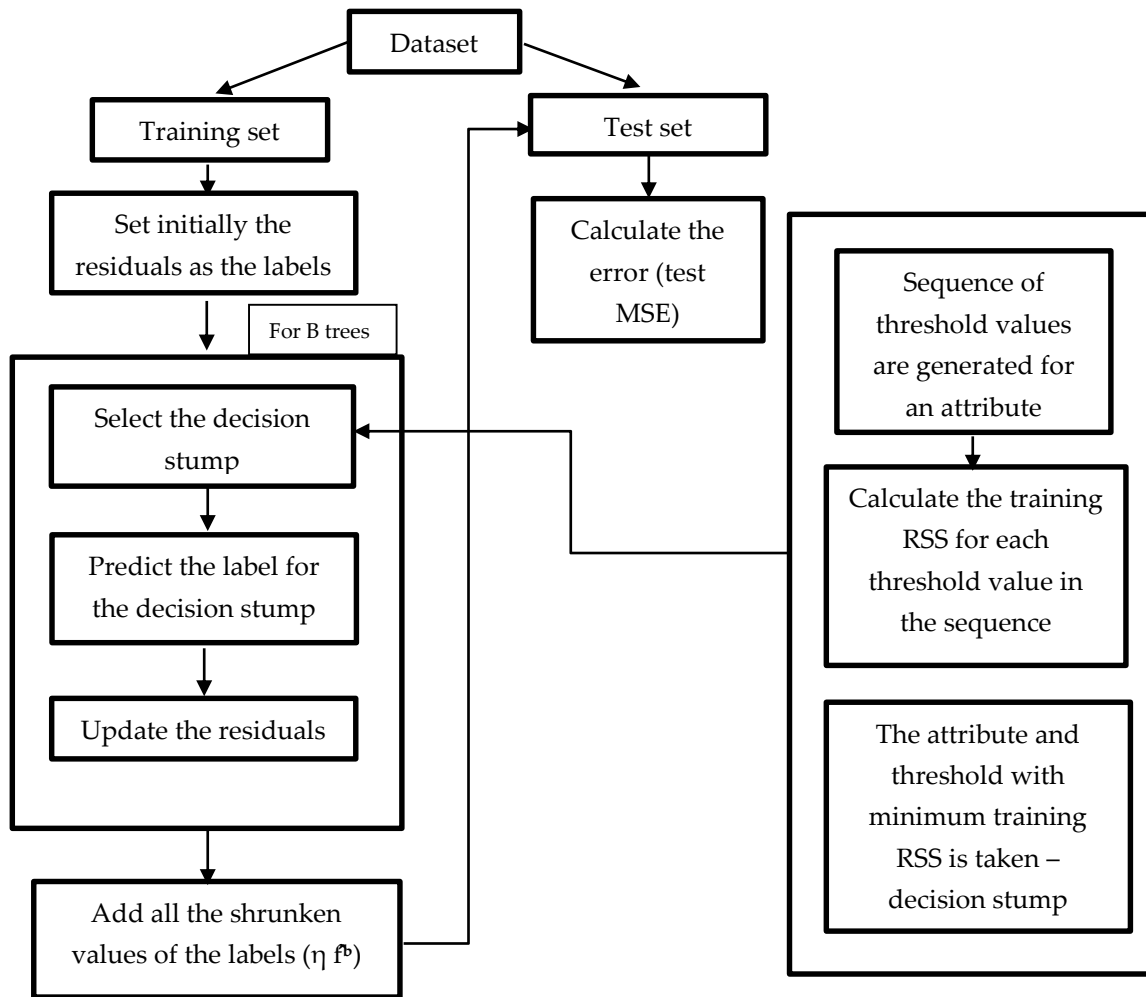 Dataset
Training set
Test set
Set initially the
residuals as the labels
Calculate the
error (test
MSE)
For B trees
Select the decision
stump
Predict the label for
the decision stump
Update the residuals
Add all the shrunken
values of the labels (η f̂ᵇ)
Sequence of
threshold values
are generated for
an attribute
Calculate the training
RSS for each
threshold value in
the sequence
The attribute and
threshold with
minimum training
RSS is taken –
decision stump